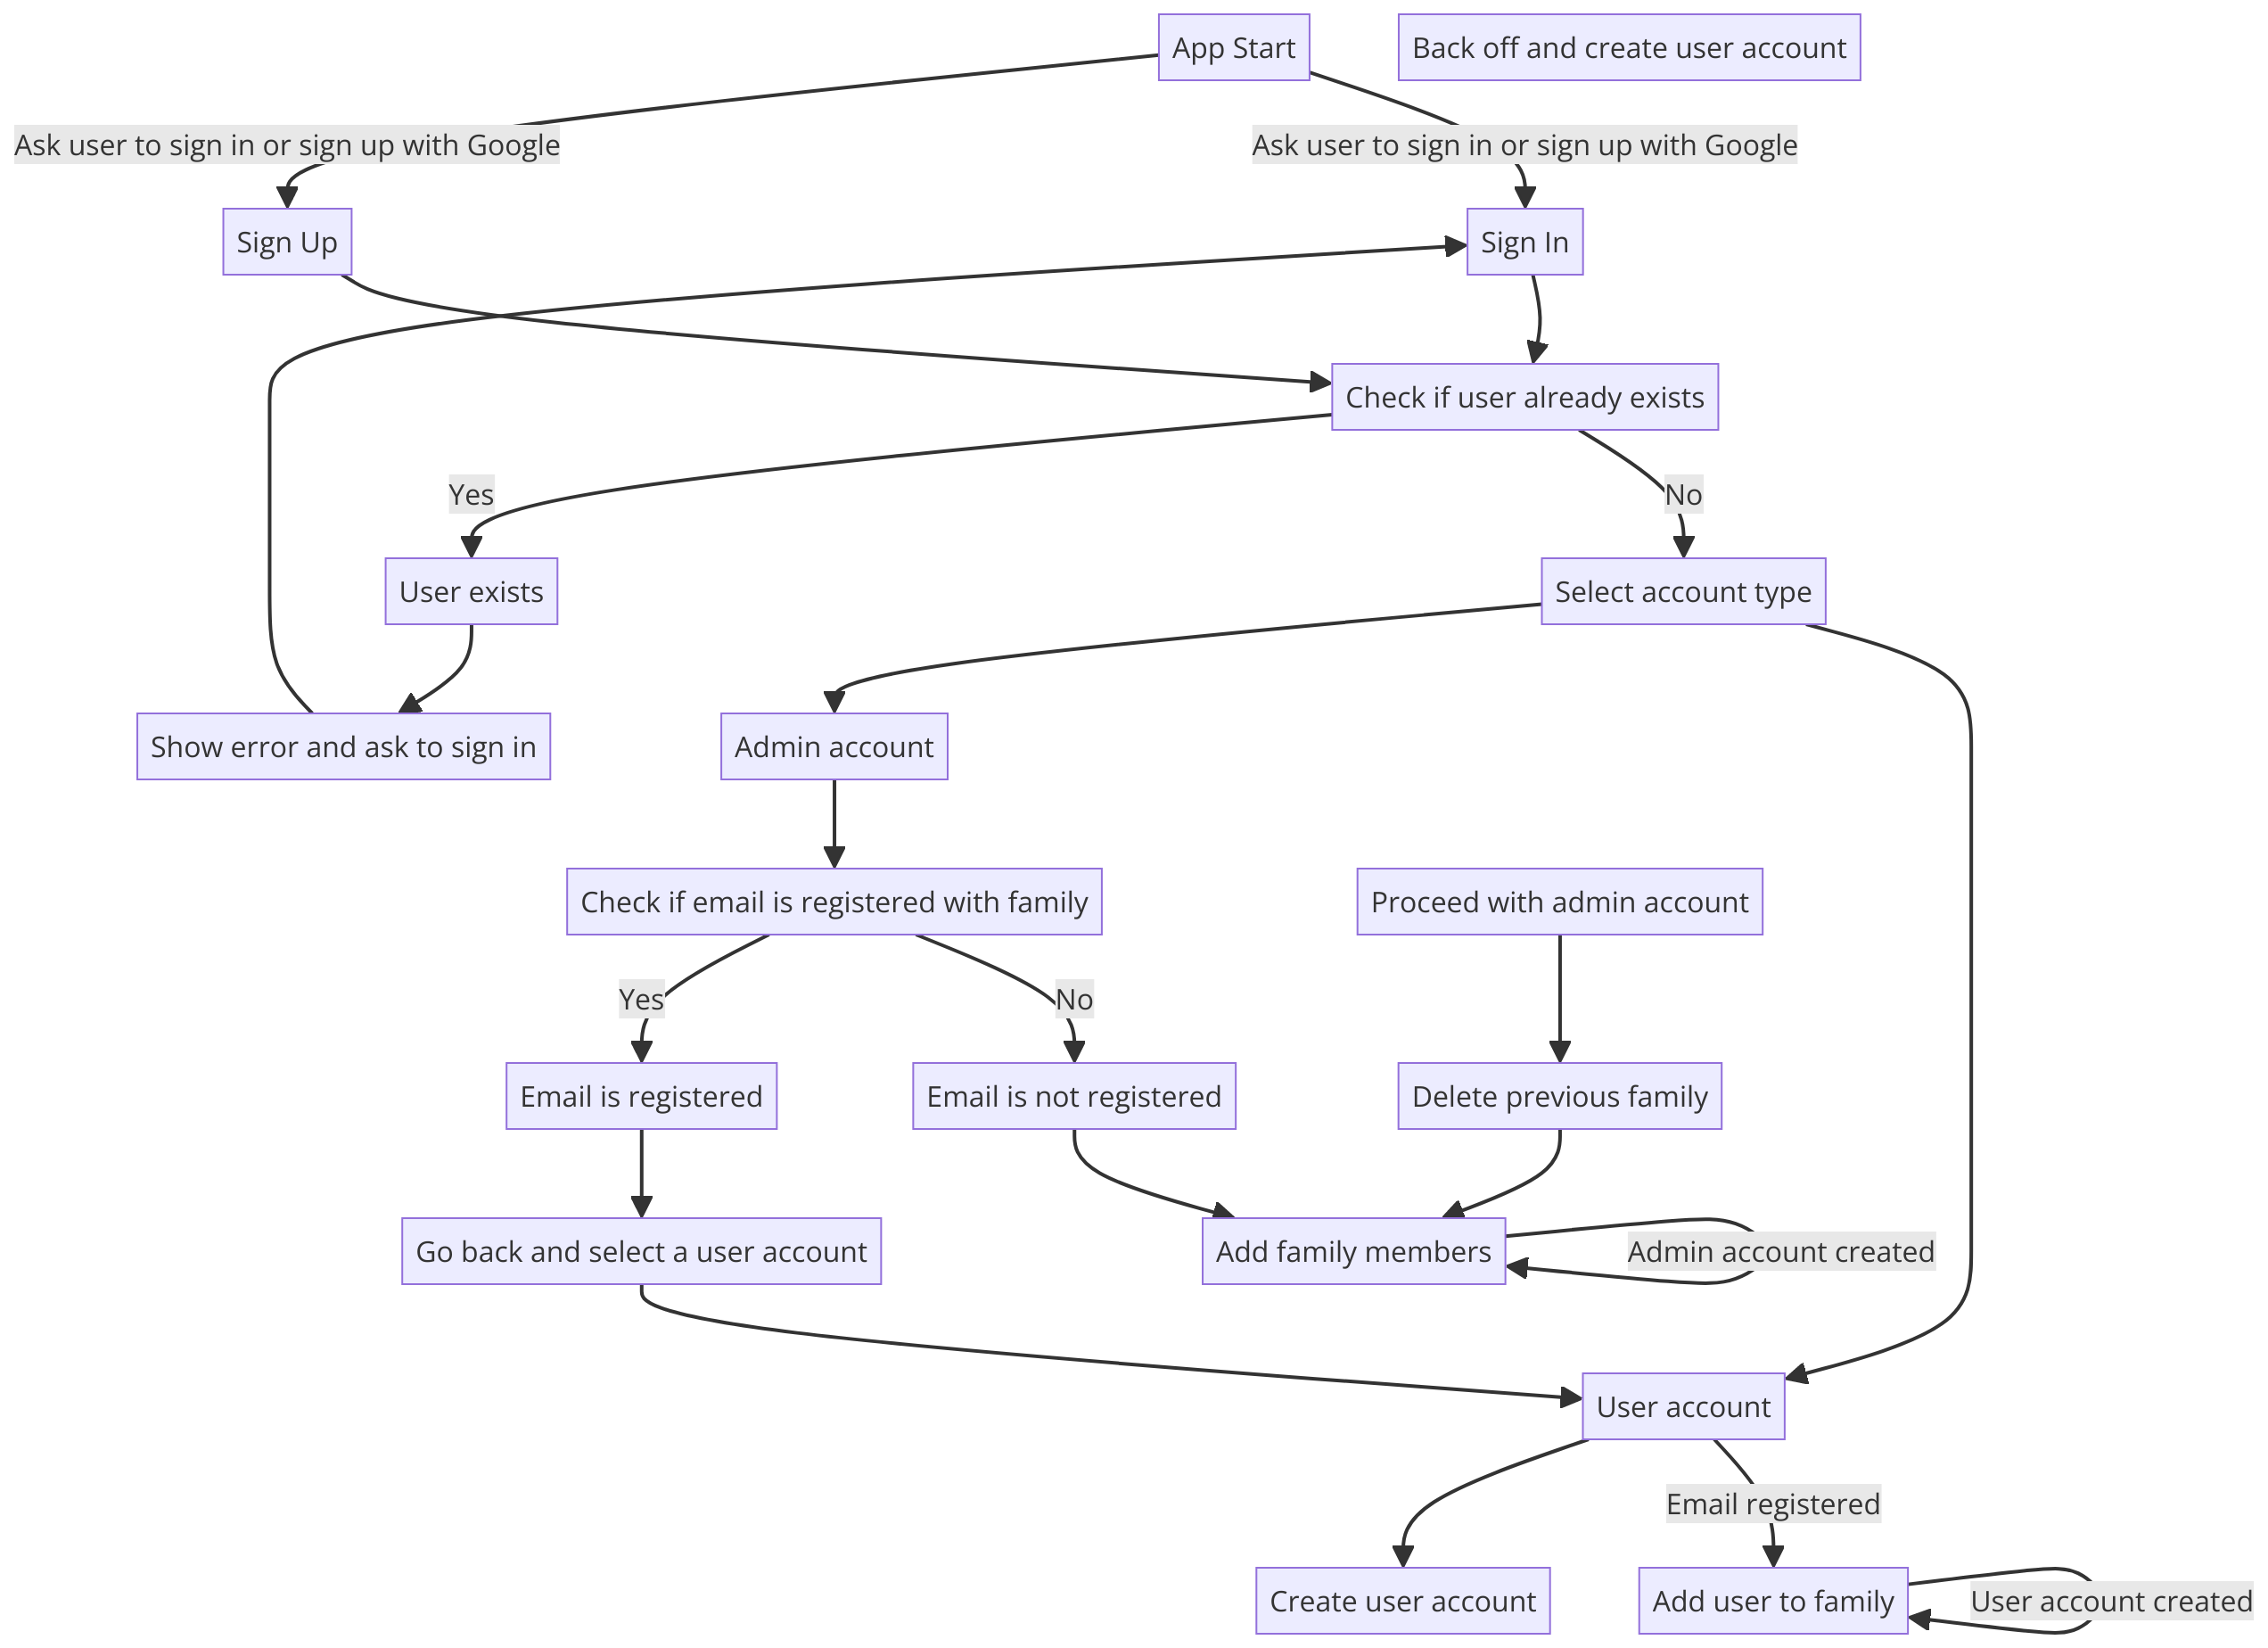 App Start
Back off and create user account
Ask user to sign in or sign up with Google
Ask user to sign in or sign up with Google
Sign Up
Sign In
Check if user already exists
Yes
No
User exists
Select account type
Show error and ask to sign in
Admin account
Check if email is registered with family
Proceed with admin account
Yes
No
Email is registered
Email is not registered
Delete previous family
Go back and select a user account
Add family members
Admin account created
User account
Email registered
Create user account
Add user to family
User account created